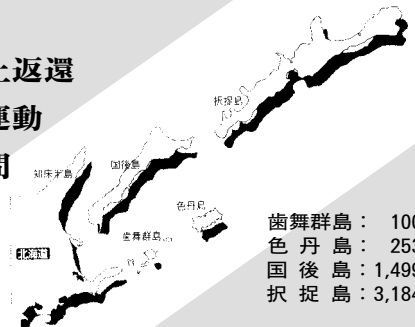 土返還
運動
間
択捉島
国後島
知床半島
色丹島
歯舞群島
北海道
歯舞群島： 100
色 丹 島： 253
国 後 島：1,499
択 捉 島：3,184